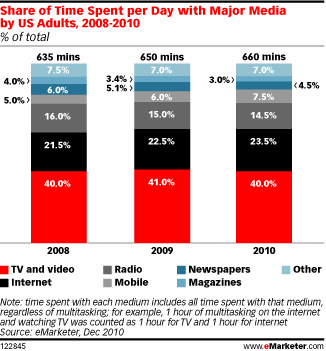 Share of Time Spent per Day with Major Media
by US Adults, 2008-2010
% of total
635 mins 650 mins 660 mins
7.5% 7.0% 7.0%
4.0% 3.4% 3.0%
6.0% 5.1% 4.5%
5.0% 6.0% 7.5%
16.0% 15.0% 14.5%
21.5% 22.5% 23.5%
40.0% 41.0% 40.0%
2008 2009 2010
TV and video Radio Newspapers Other
Internet Mobile Magazines
Note: time spent with each medium includes all time spent with that medium,
regardless of multitasking; for example, 1 hour of multitasking on the internet
and watching TV was counted as 1 hour for TV and 1 hour for internet
Source: eMarketer, Dec 2010
122845 www.eMarketer.com